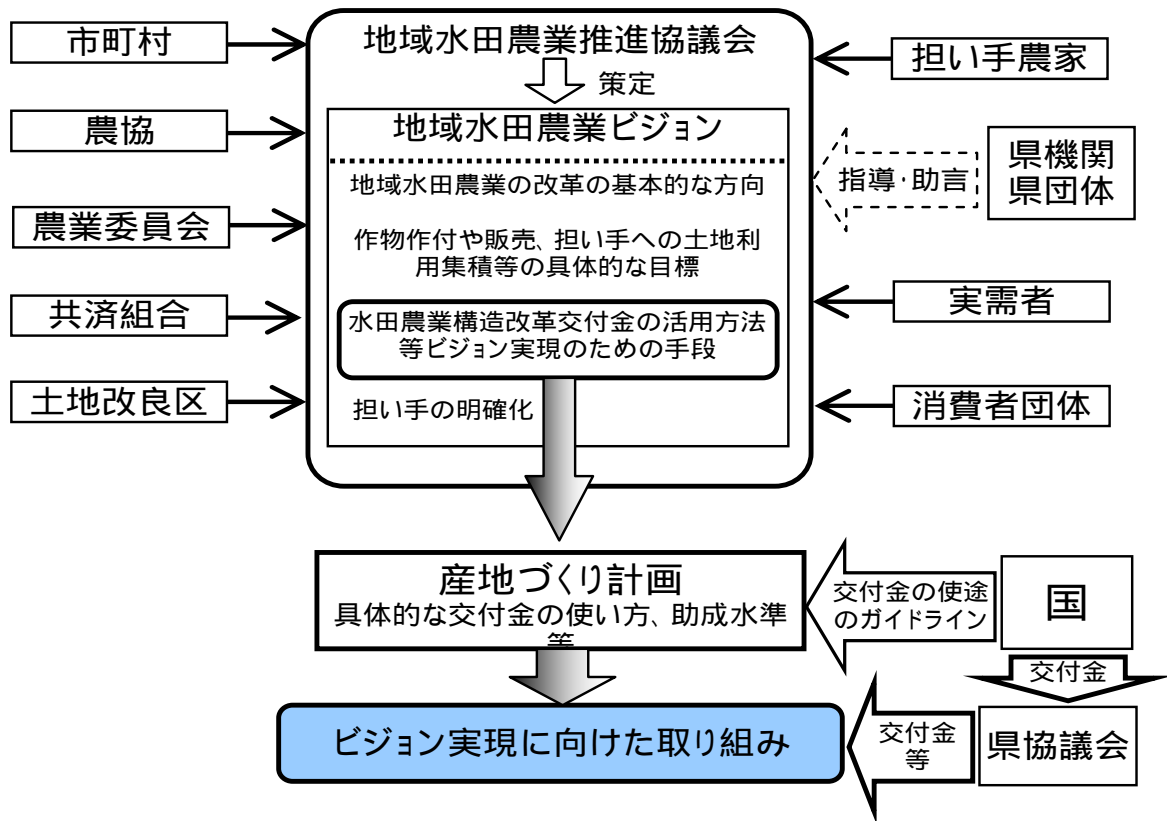 市町村
農協
農業委員会
共済組合
土地改良区
地域水田農業推進協議会
策定
地域水田農業ビジョン
地域水田農業の改革の基本的な方向
作物作付や販売、担い手への土地利
用集積等の具体的な目標
水田農業構造改革交付金の活用方法
等ビジョン実現のための手段
担い手の明確化
担い手農家
指導・助言
県機関
県団体
実需者
消費者団体
産地づくり計画
具体的な交付金の使い方、助成水準
等
交付金の使途
のガイドライン
国
交付金
ビジョン実現に向けた取り組み
交付金
等
県協議会